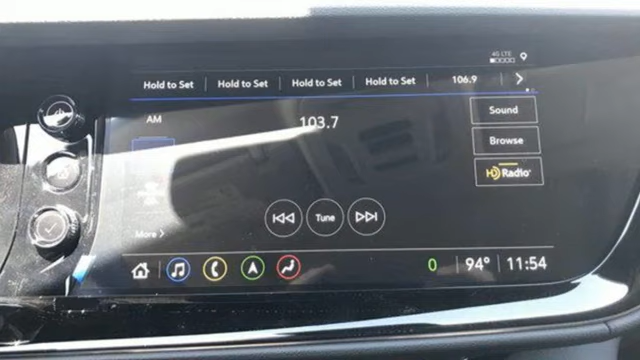 4G LTE
Hold to Set Hold to Set Hold to Set Hold to Set 106.9
AM 103.7 Sound
Browse
HD Radio
Tune
More
0 94° 11:54